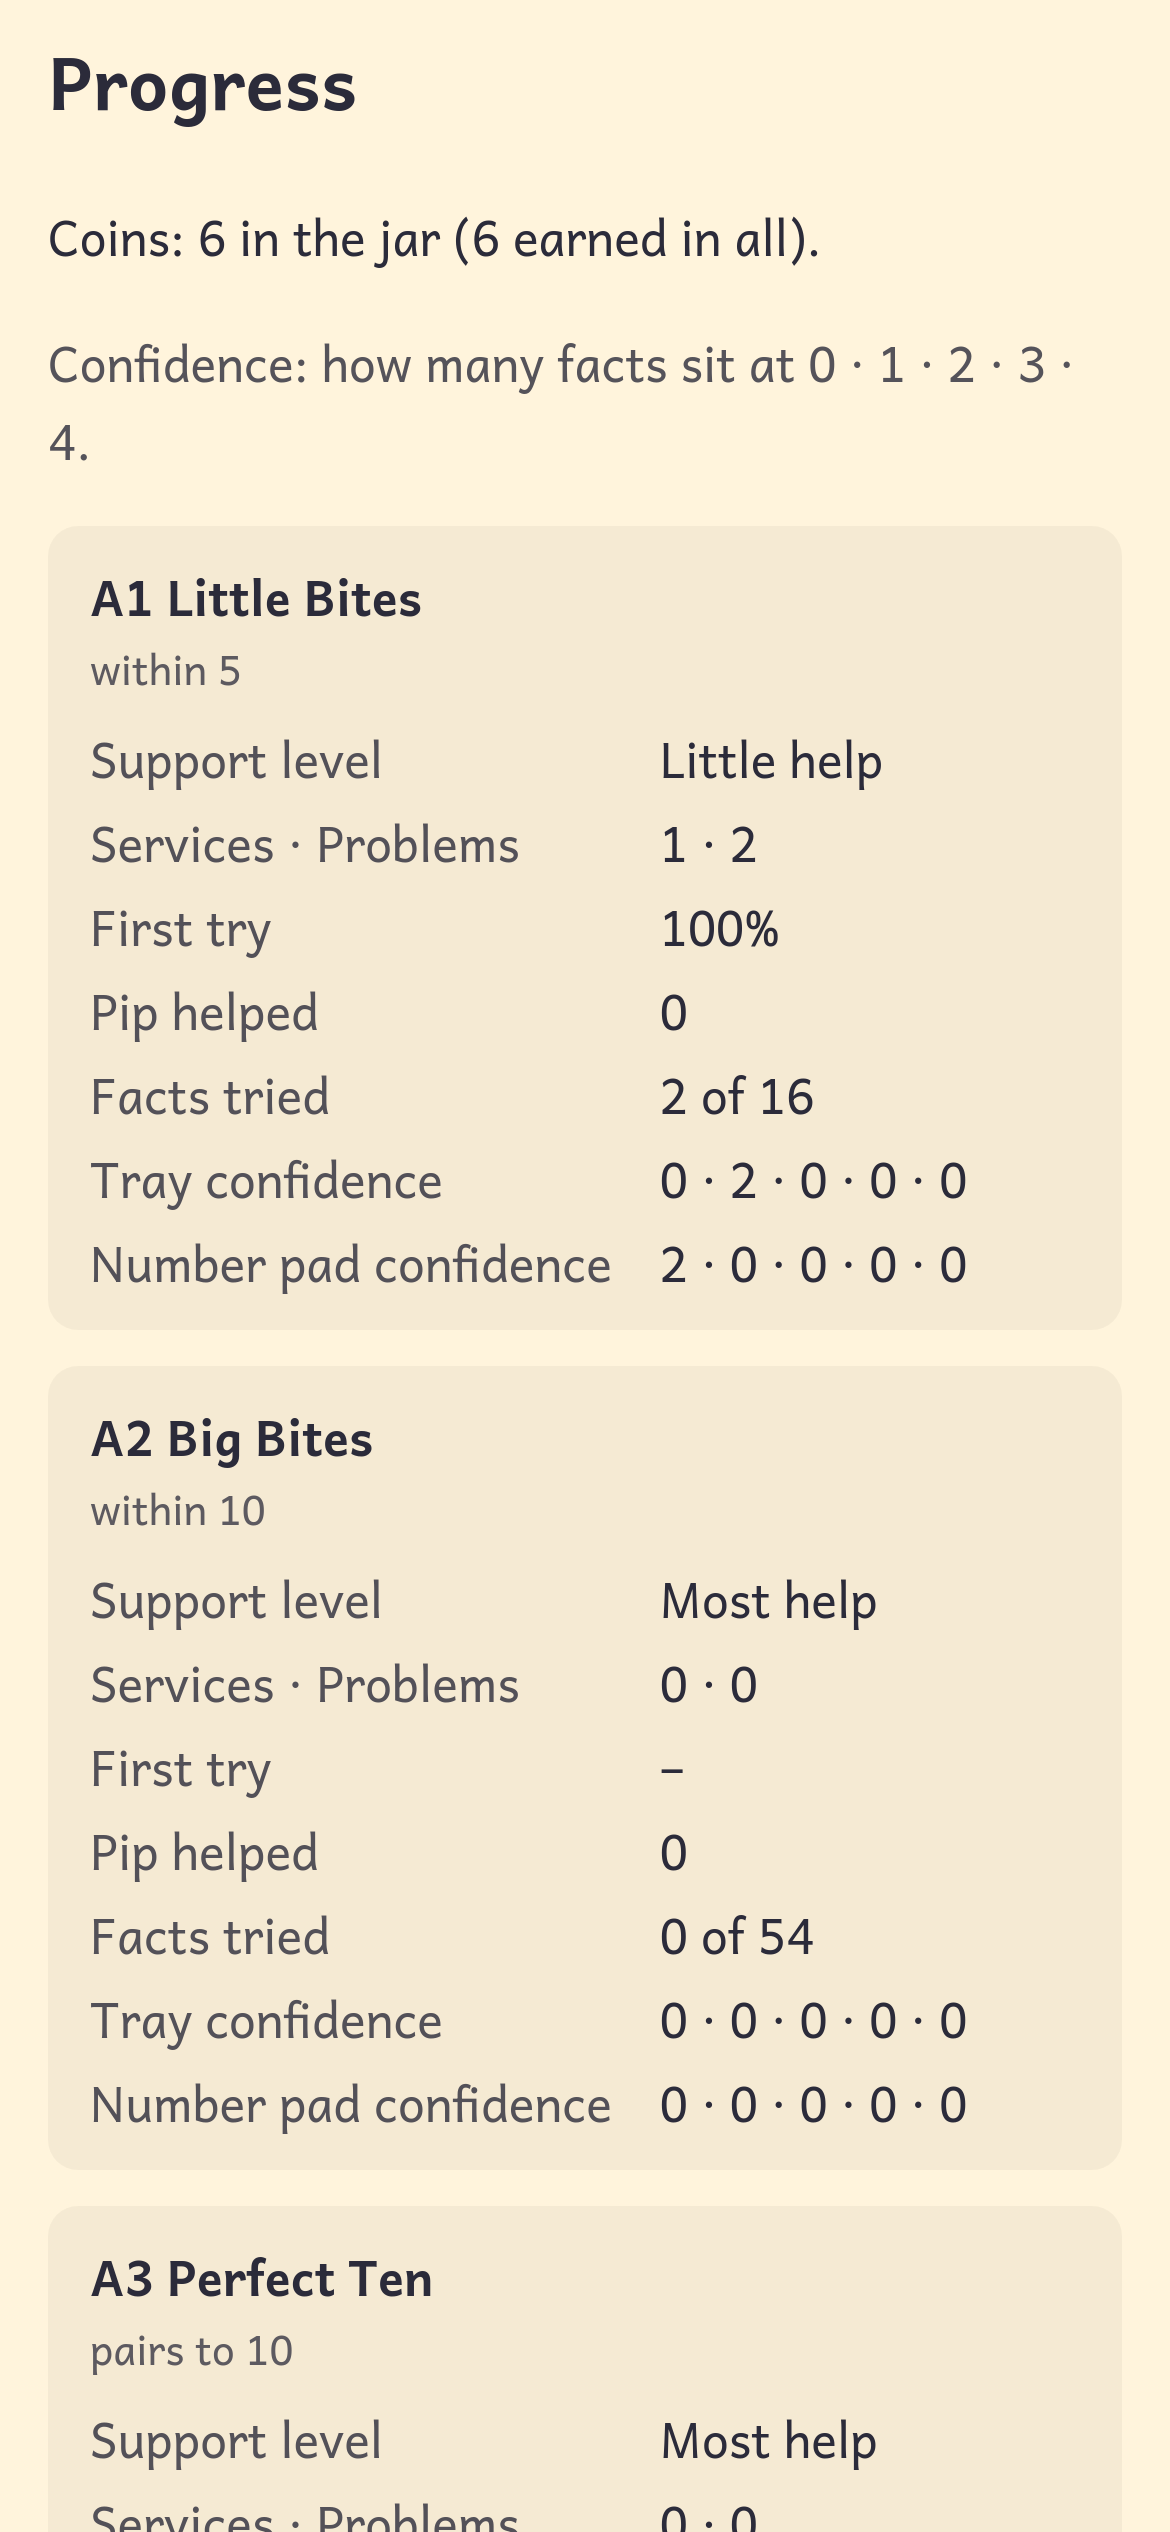 Progress
Coins: 6 in the jar (6 earned in all).
Confidence: how many facts sit at 0 · 1 · 2 · 3 ·
4.
A1 Little Bites
within 5
Support level Little help
Services · Problems 1 · 2
First try 100%
Pip helped 0
Facts tried 2 of 16
Tray confidence 0 · 2 · 0 · 0 · 0
Number pad confidence 2 · 0 · 0 · 0 · 0
A2 Big Bites
within 10
Support level Most help
Services · Problems 0 · 0
First try –
Pip helped 0
Facts tried 0 of 54
Tray confidence 0 · 0 · 0 · 0 · 0
Number pad confidence 0 · 0 · 0 · 0 · 0
A3 Perfect Ten
pairs to 10
Support level Most help
Services · Problems 0 · 0